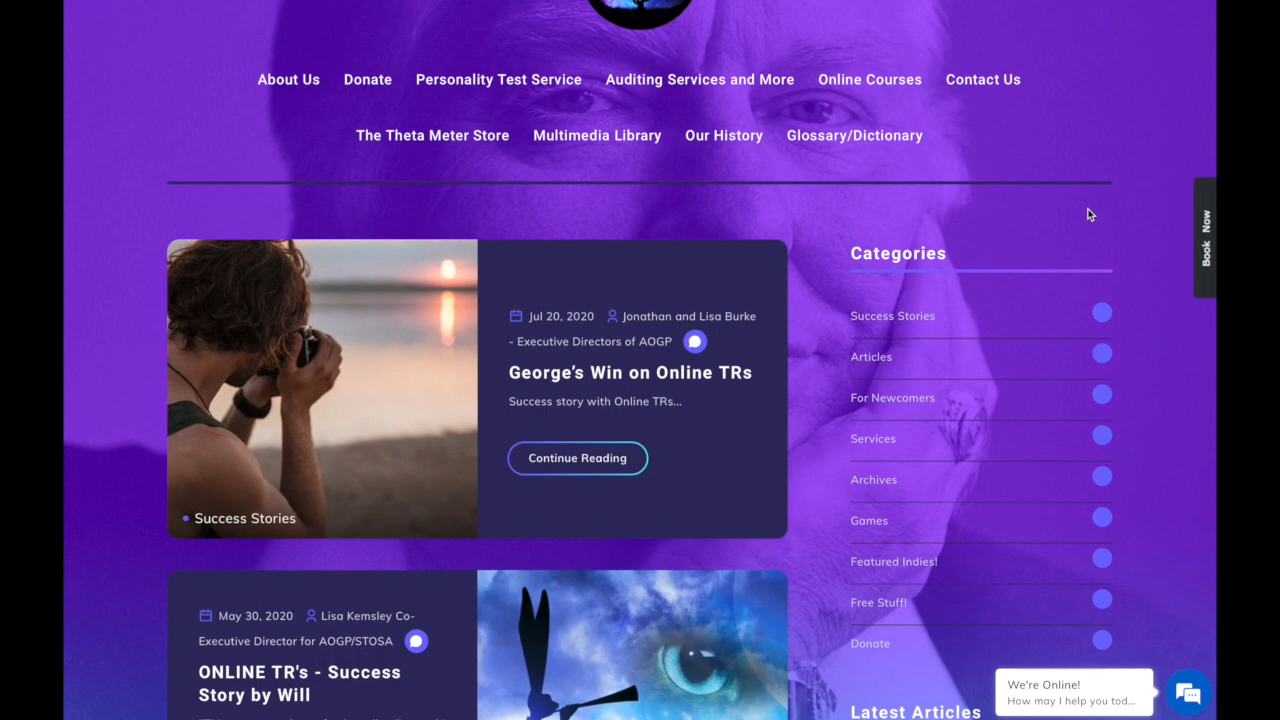 About Us Donate Personality Test Service Auditing Services and More Online Courses Contact Us
The Theta Meter Store Multimedia Library Our History Glossary/Dictionary
Book Now
Jul 20, 2020 Jonathan and Lisa Burke
- Executive Directors of AOGP
George’s Win on Online TRs
Success story with Online TRs...
Continue Reading
Success Stories
May 30, 2020 Lisa Kemsley Co-
Executive Director for AOGP/STOSA
ONLINE TR's - Success
Story by Will
Categories
Success Stories
Articles
For Newcomers
Services
Archives
Games
Featured Indies!
Free Stuff!
Donate
Latest Articles
We're Online!
How may I help you tod...